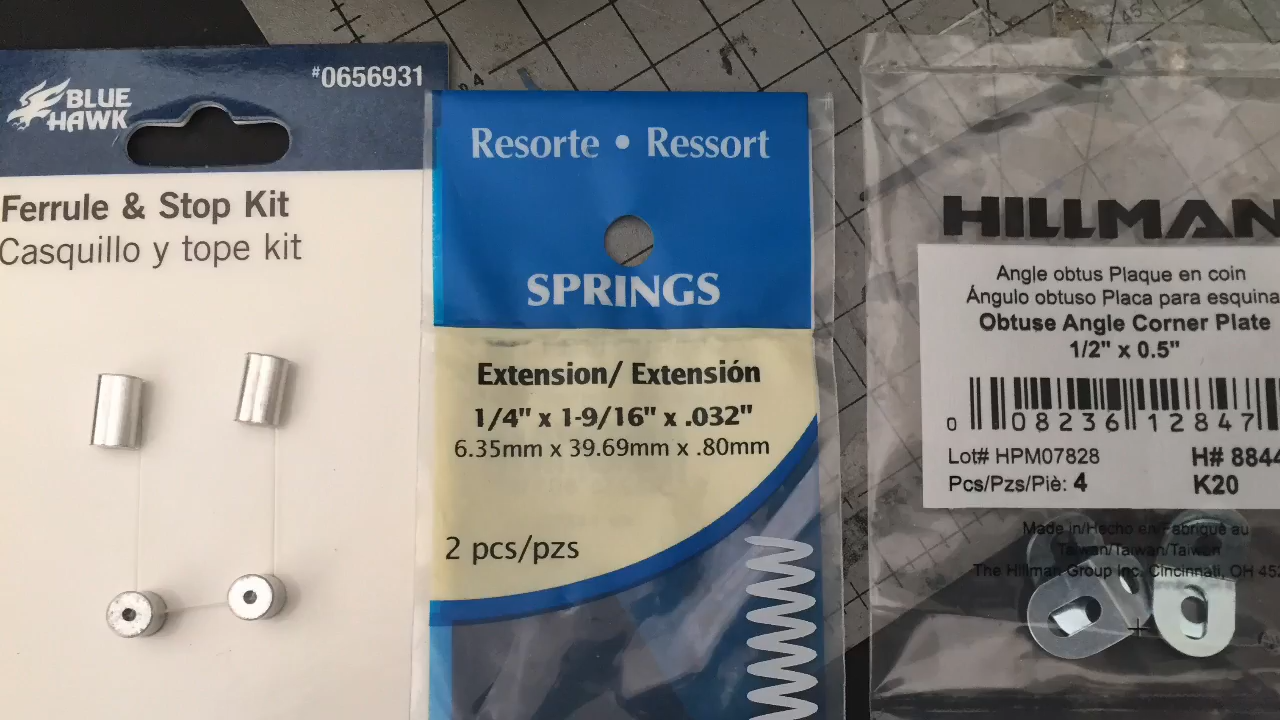 #0656931
BLUE
HAWK
Ferrule & Stop Kit
Casquillo y tope kit
Resorte • Ressort
SPRINGS
Extension/ Extensión
1/4" x 1-9/16" x .032"
6.35mm x 39.69mm x .80mm
2 pcs/pzs
HILLMAN
Angle obtus Plaque en coin
Ángulo obtuso Placa para esquina
Obtuse Angle Corner Plate
1/2" x 0.5"
0 08236 12847
Lot# HPM07828
H# 8844
Pcs/Pzs/Piè: 4
K20
Made in/Hecho en/Fabriqué au
Taiwan/Taiwan/Taiwan
The Hillman Group Inc. Cincinnati, OH 452